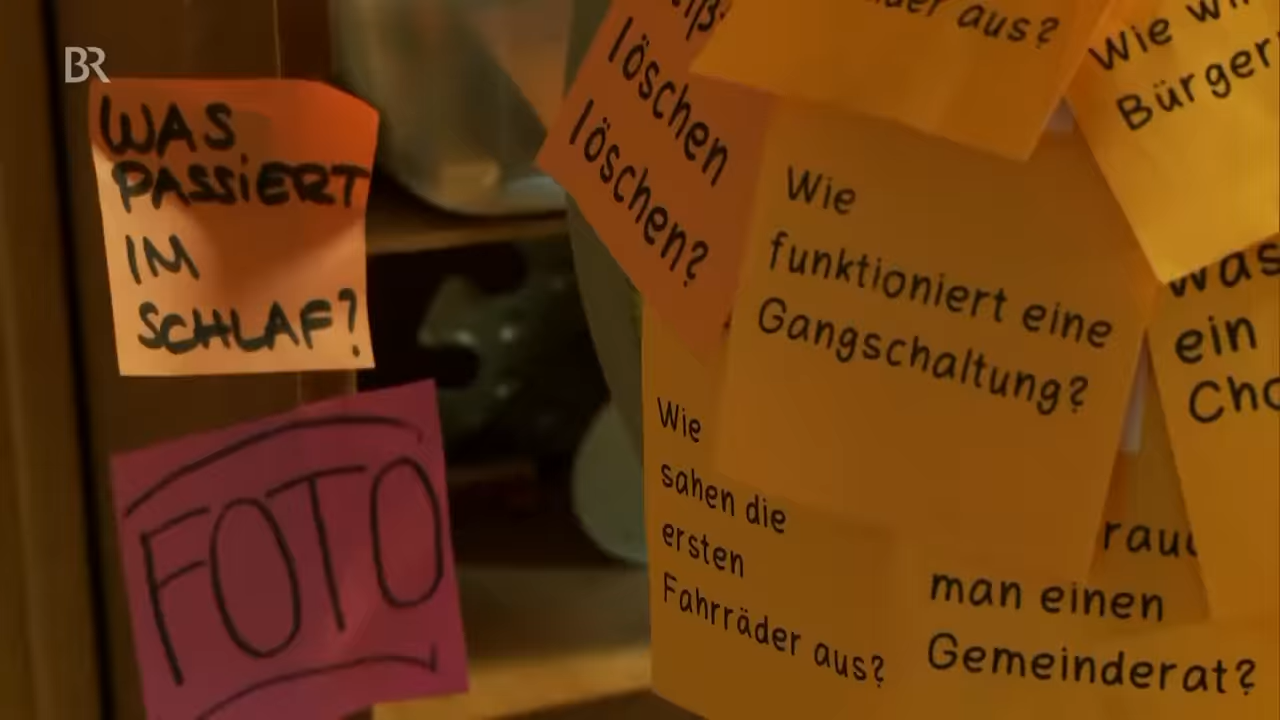 BR
WAS
PASSIERT
IM
SCHLAF?
FOTO
löschen
löschen?
aus?
Wie
Bürger
Wie
funktioniert eine
Gangschaltung?
was
ein
Wie
sahen die
ersten
Fahrräder aus?
man einen
Gemeinderat?